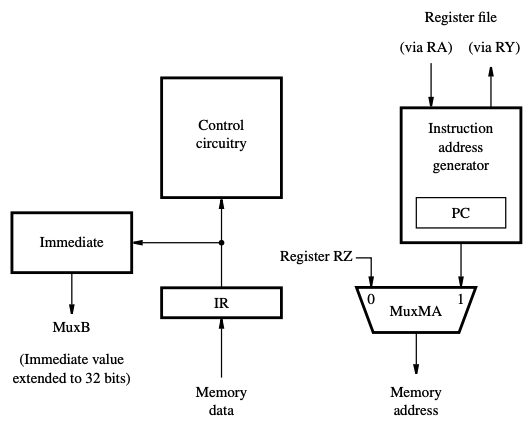 Register file
(via RA) (via RY)
Control
circuitry
Instruction
address
generator
PC
Immediate
Register RZ
IR
0
1
MuxMA
MuxB
(Immediate value
extended to 32 bits)
Memory
data
Memory
address